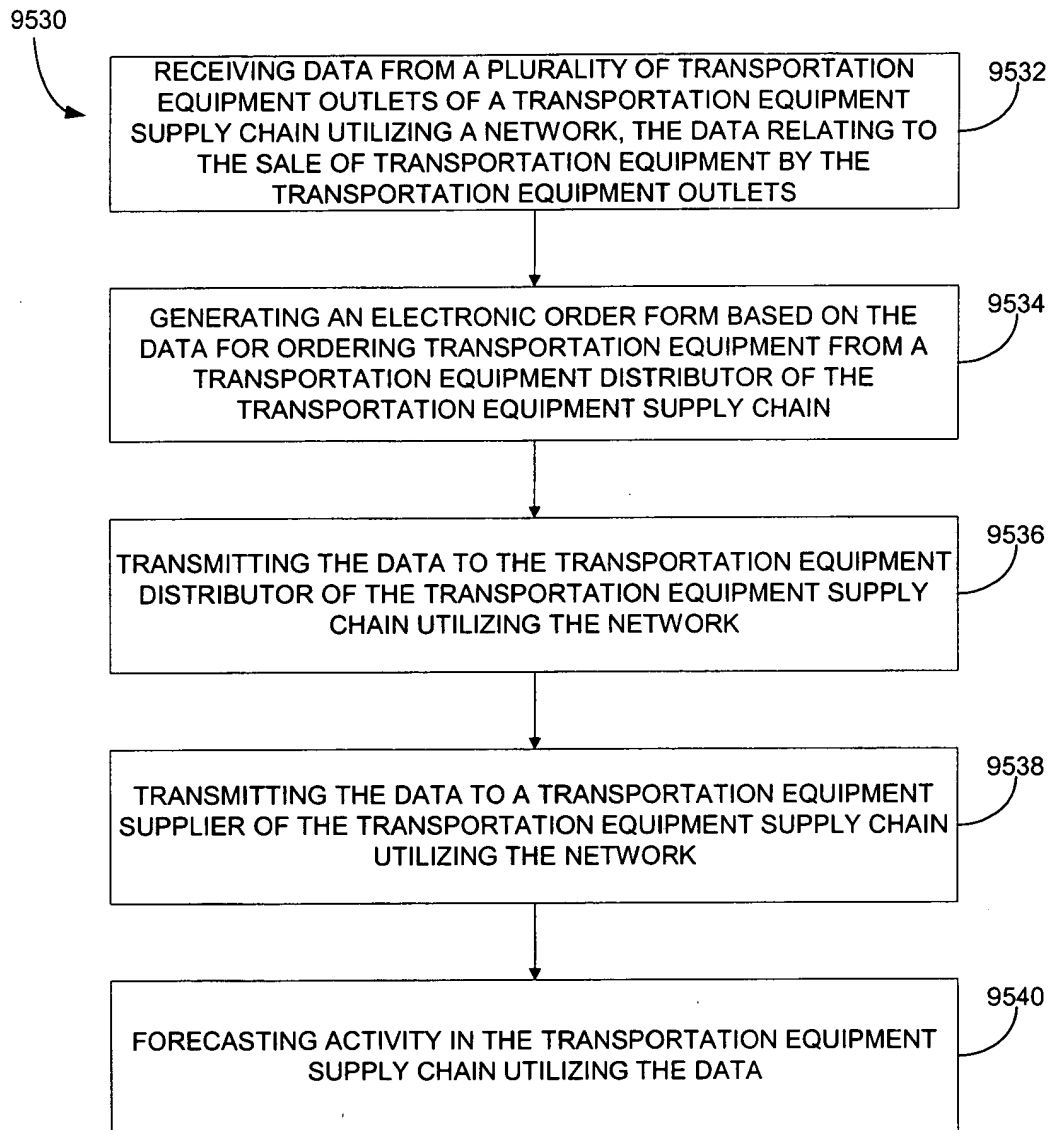 9530
RECEIVING DATA FROM A PLURALITY OF TRANSPORTATION
EQUIPMENT OUTLETS OF A TRANSPORTATION EQUIPMENT
SUPPLY CHAIN UTILIZING A NETWORK, THE DATA RELATING TO
THE SALE OF TRANSPORTATION EQUIPMENT BY THE
TRANSPORTATION EQUIPMENT OUTLETS
9532
GENERATING AN ELECTRONIC ORDER FORM BASED ON THE
DATA FOR ORDERING TRANSPORTATION EQUIPMENT FROM A
TRANSPORTATION EQUIPMENT DISTRIBUTOR OF THE
TRANSPORTATION EQUIPMENT SUPPLY CHAIN
9534
TRANSMITTING THE DATA TO THE TRANSPORTATION EQUIPMENT
DISTRIBUTOR OF THE TRANSPORTATION EQUIPMENT SUPPLY
CHAIN UTILIZING THE NETWORK
9536
TRANSMITTING THE DATA TO A TRANSPORTATION EQUIPMENT
SUPPLIER OF THE TRANSPORTATION EQUIPMENT SUPPLY CHAIN
UTILIZING THE NETWORK
9538
FORECASTING ACTIVITY IN THE TRANSPORTATION EQUIPMENT
SUPPLY CHAIN UTILIZING THE DATA
9540